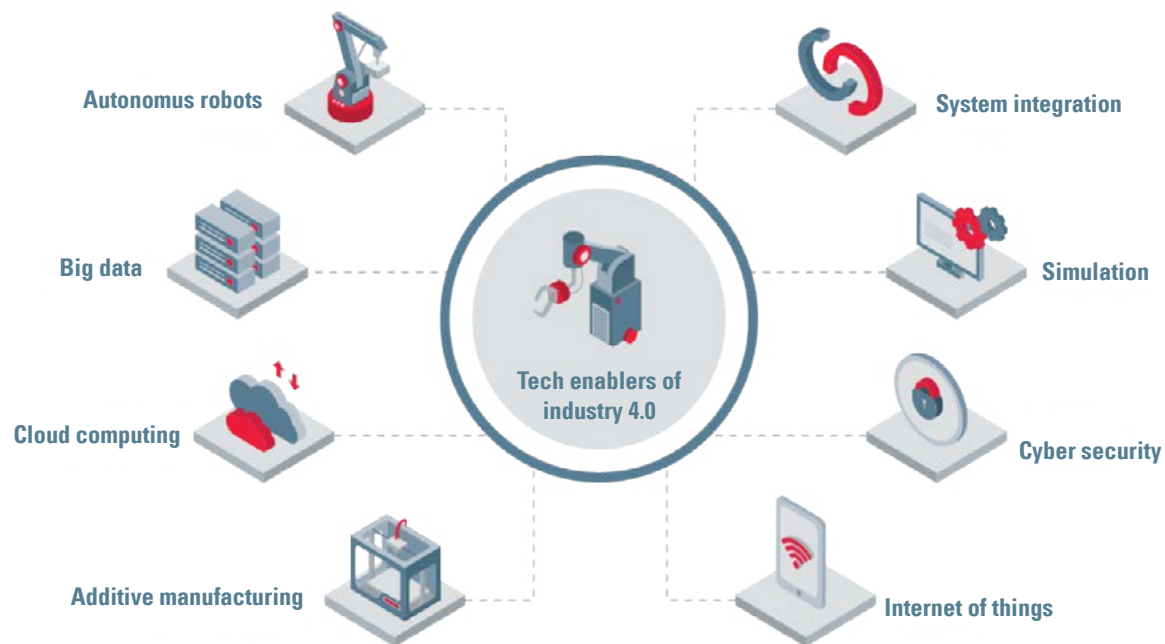 Autonomus robots
System integration
Big data
Simulation
Tech enablers of
industry 4.0
Cloud computing
Cyber security
Additive manufacturing
Internet of things